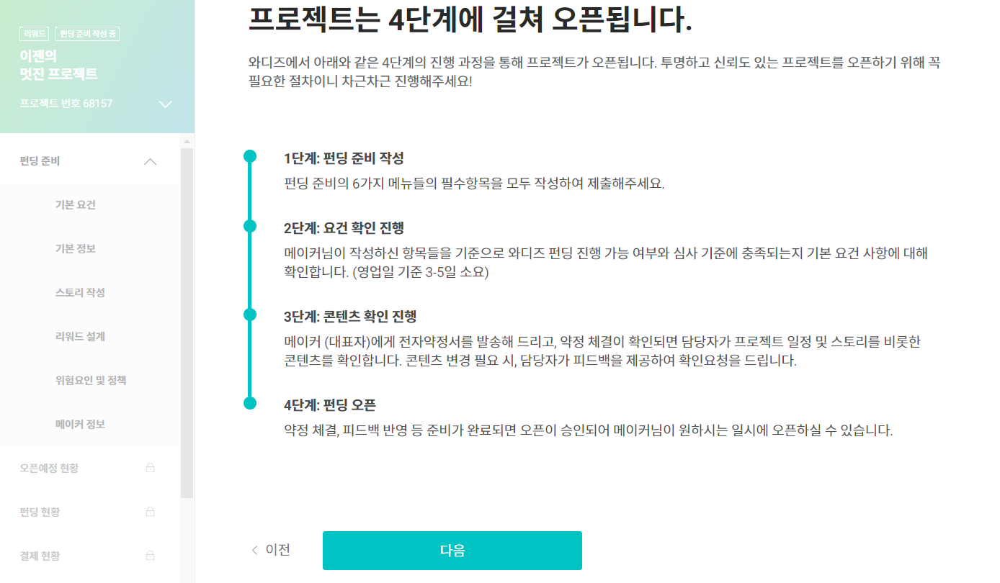 리워드 펀딩 준비 작성 중
이젠의
멋진 프로젝트
프로젝트 번호 68157
펀딩 준비
기본 요건
기본 정보
스토리 작성
리워드 설계
위험요인 및 정책
메이커 정보
오픈예정 현황
펀딩 현황
결제 현황
프로젝트는 4단계에 걸쳐 오픈됩니다.
와디즈에서 아래와 같은 4단계의 진행 과정을 통해 프로젝트가 오픈됩니다. 투명하고 신뢰도 있는 프로젝트를 오픈하기 위해 꼭
필요한 절차이니 차근차근 진행해주세요!
1단계: 펀딩 준비 작성
펀딩 준비의 6가지 메뉴들의 필수항목을 모두 작성하여 제출해주세요.
2단계: 요건 확인 진행
메이커님이 작성하신 항목들을 기준으로 와디즈 펀딩 진행 가능 여부와 심사 기준에 충족되는지 기본 요건 사항에 대해
확인합니다. (영업일 기준 3-5일 소요)
3단계: 콘텐츠 확인 진행
메이커 (대표자)에게 전자약정서를 발송해 드리고, 약정 체결이 확인되면 담당자가 프로젝트 일정 및 스토리를 비롯한
콘텐츠를 확인합니다. 콘텐츠 변경 필요 시, 담당자가 피드백을 제공하여 확인요청을 드립니다.
4단계: 펀딩 오픈
약정 체결, 피드백 반영 등 준비가 완료되면 오픈이 승인되어 메이커님이 원하시는 일시에 오픈하실 수 있습니다.
이전 다음